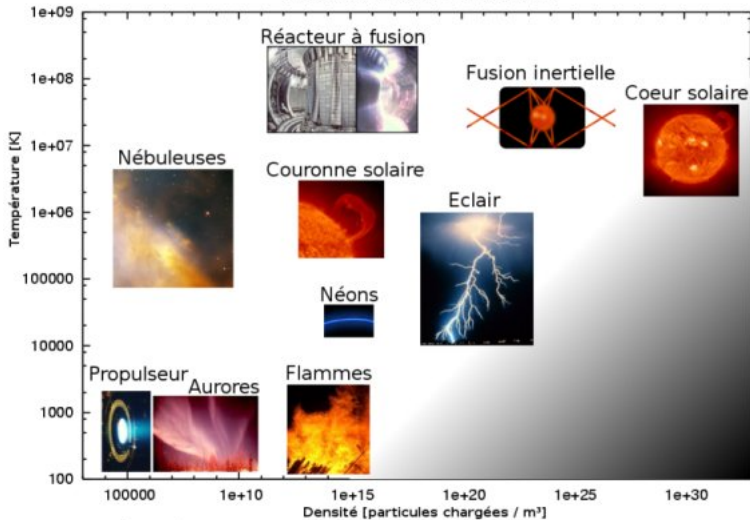 1e+09
Réacteur à fusion
1e+08
Fusion inertielle
Coeur solaire
1e+07
Nébuleuses
Couronne solaire
Eclair
1e+06
Température [K]
100000
Néons
10000
Propulseur
Aurores
Flammes
1000
100
100000
1e+10
1e+15
1e+20
1e+25
1e+30
Densité [particules chargées / m³]